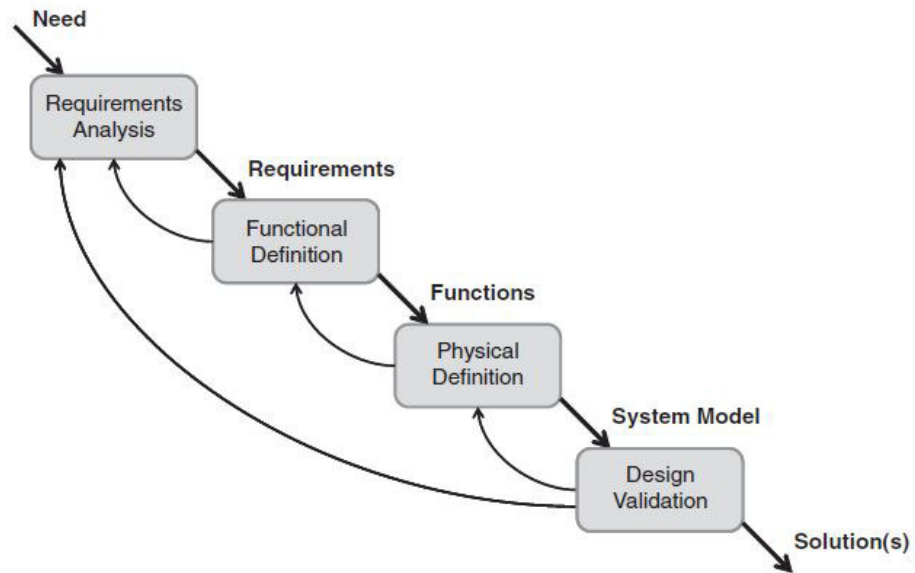 Need
Requirements
Analysis
Requirements
Functional
Definition
Functions
Physical
Definition
System Model
Design
Validation
Solution(s)